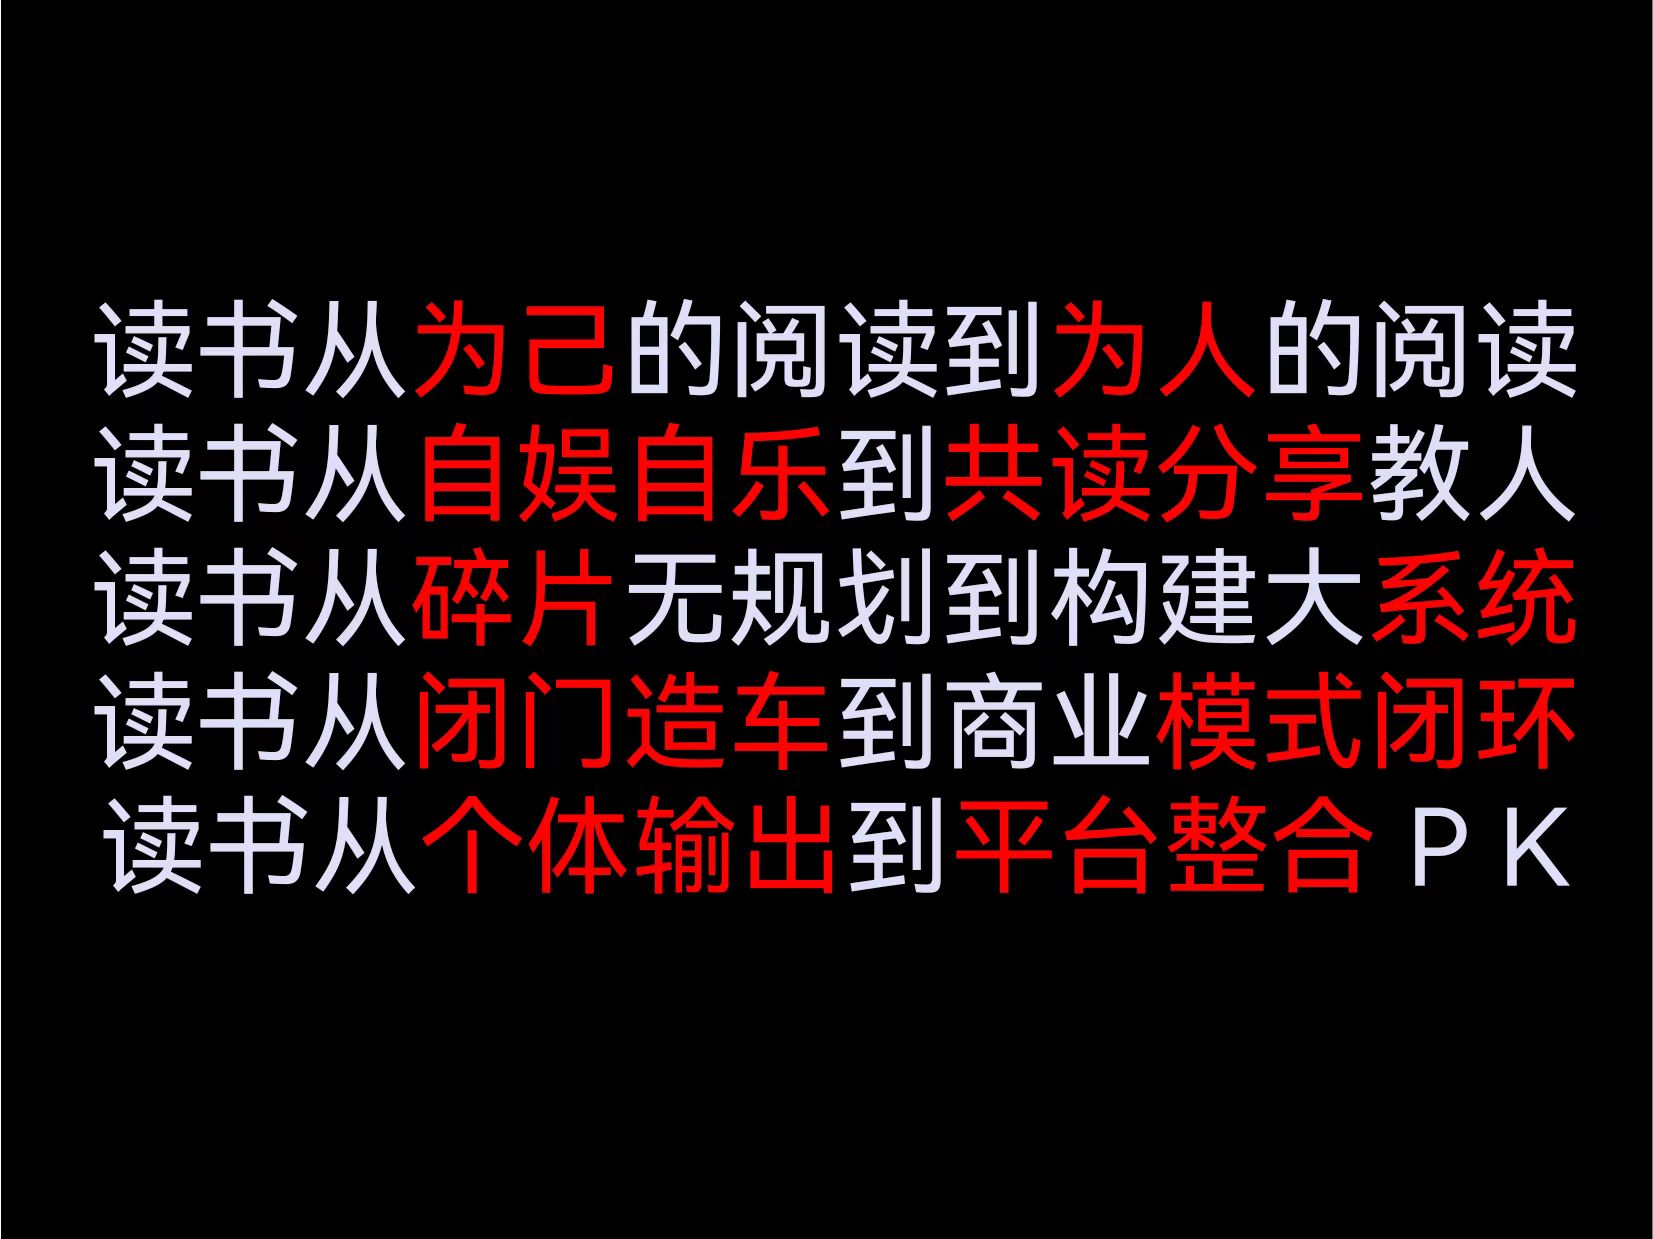 读书从为己的阅读到为人的阅读
读书从自娱自乐到共读分享教人
读书从碎片无规划到构建大系统
读书从闭门造车到商业模式闭环
读书从个体输出到平台整合 P K